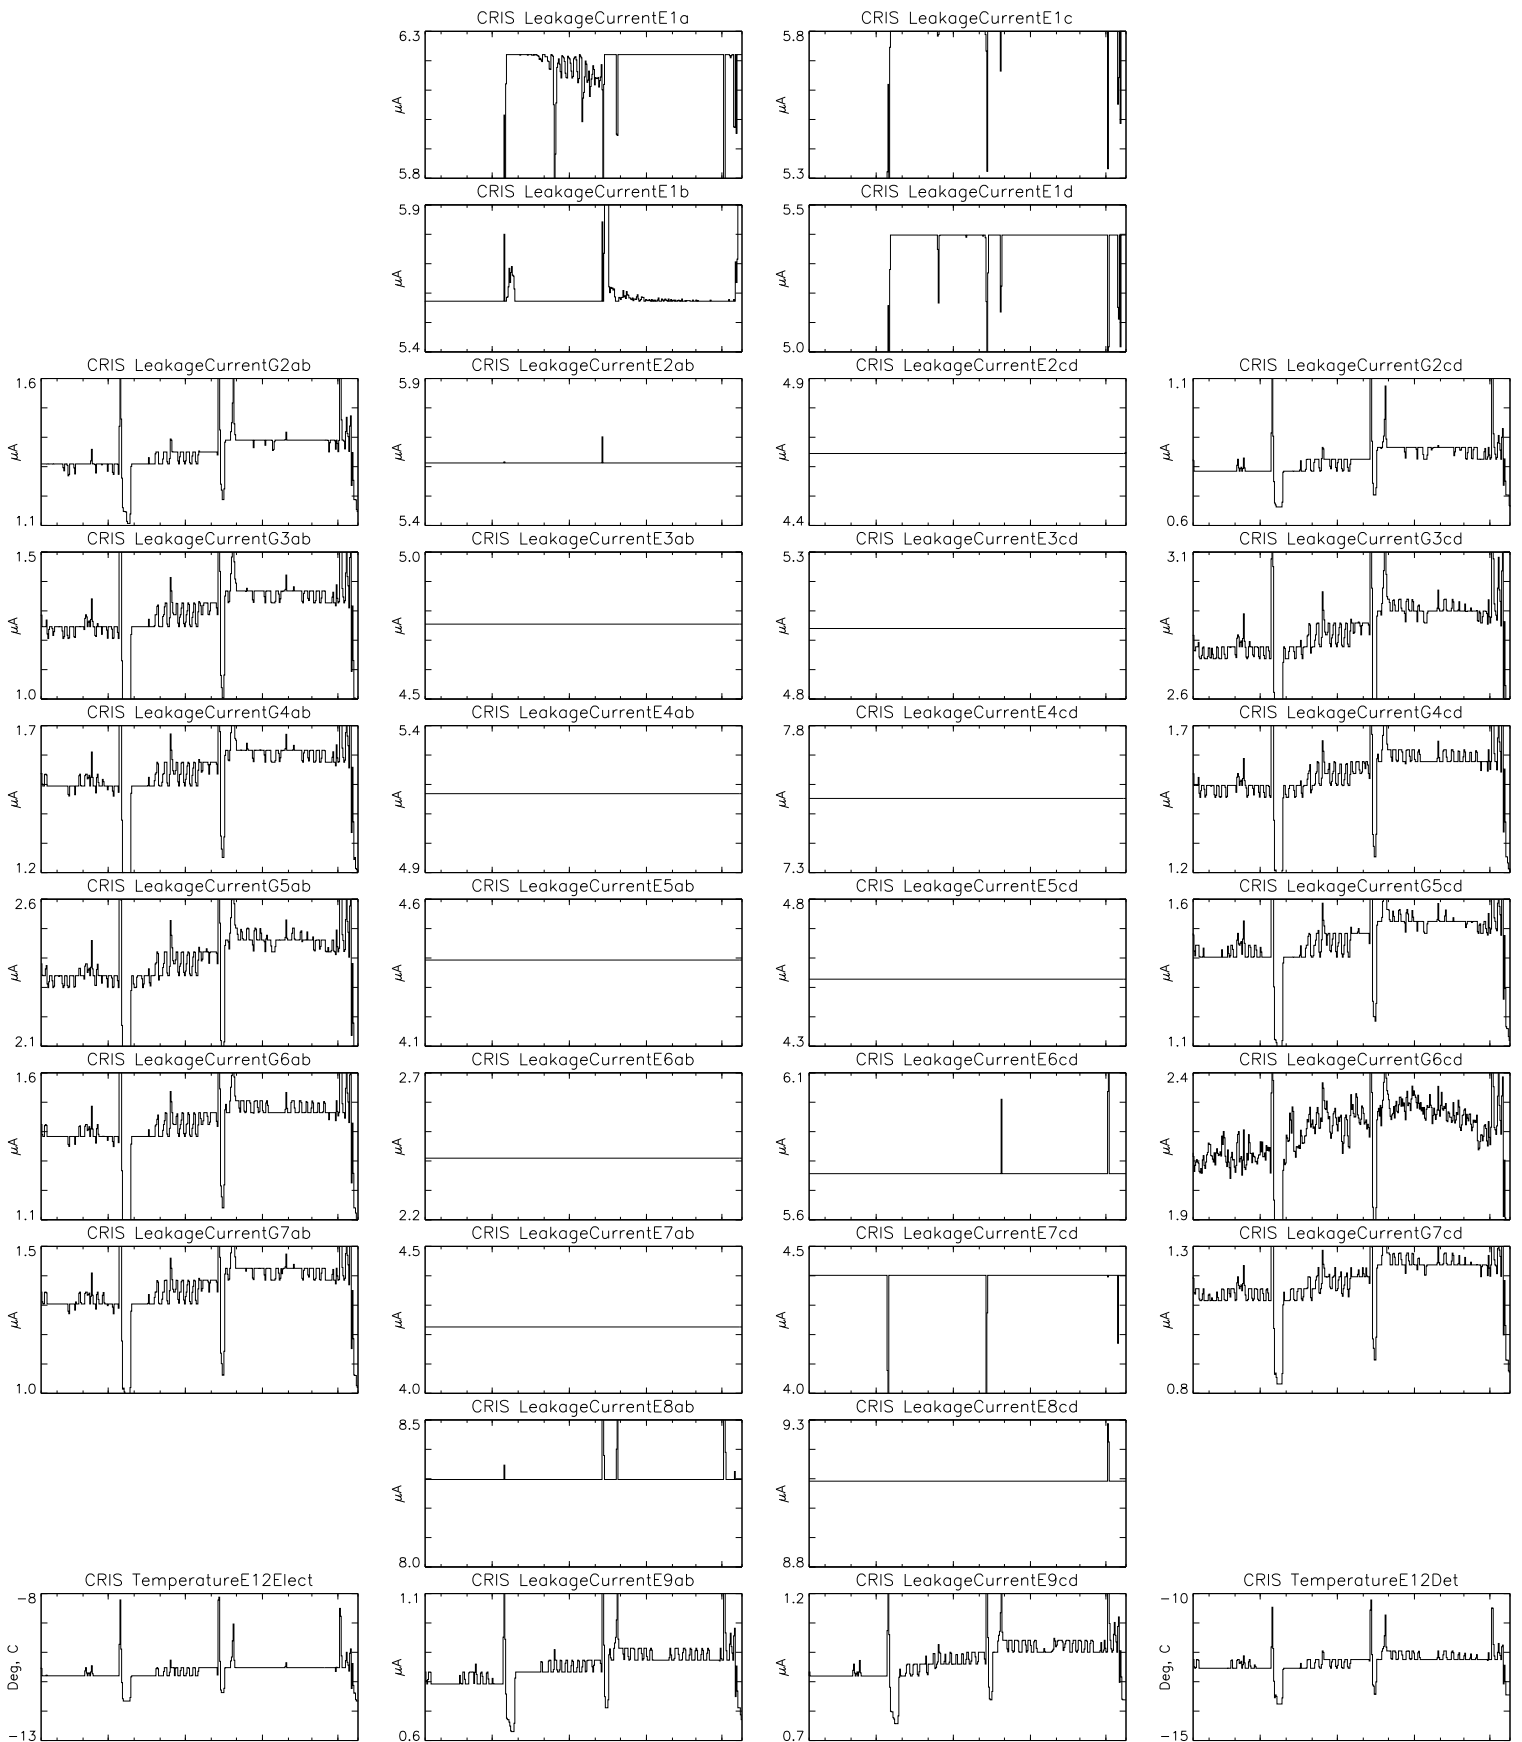 CRIS LeakageCurrentE1a
6.3
μA
5.8
CRIS LeakageCurrentE1c
5.8
μA
5.3
CRIS LeakageCurrentE1b
5.9
μA
5.4
CRIS LeakageCurrentE1d
5.5
μA
5.0
CRIS LeakageCurrentG2ab
1.6
μA
1.1
CRIS LeakageCurrentE2ab
5.9
μA
5.4
CRIS LeakageCurrentE2cd
4.9
μA
4.4
CRIS LeakageCurrentG2cd
1.1
μA
0.6
CRIS LeakageCurrentG3ab
1.5
μA
1.0
CRIS LeakageCurrentE3ab
5.0
μA
4.5
CRIS LeakageCurrentE3cd
5.3
μA
4.8
CRIS LeakageCurrentG3cd
3.1
μA
2.6
CRIS LeakageCurrentG4ab
1.7
μA
1.2
CRIS LeakageCurrentE4ab
5.4
μA
4.9
CRIS LeakageCurrentE4cd
7.8
μA
7.3
CRIS LeakageCurrentG4cd
1.7
μA
1.2
CRIS LeakageCurrentG5ab
2.6
μA
2.1
CRIS LeakageCurrentE5ab
4.6
μA
4.1
CRIS LeakageCurrentE5cd
4.8
μA
4.3
CRIS LeakageCurrentG5cd
1.6
μA
1.1
CRIS LeakageCurrentG6ab
1.6
μA
1.1
CRIS LeakageCurrentE6ab
2.7
μA
2.2
CRIS LeakageCurrentE6cd
6.1
μA
5.6
CRIS LeakageCurrentG6cd
2.4
μA
1.9
CRIS LeakageCurrentG7ab
1.5
μA
1.0
CRIS LeakageCurrentE7ab
4.5
μA
4.0
CRIS LeakageCurrentE7cd
4.5
μA
4.0
CRIS LeakageCurrentG7cd
1.3
μA
0.8
CRIS LeakageCurrentE8ab
8.5
μA
8.0
CRIS LeakageCurrentE8cd
9.3
μA
8.8
CRIS TemperatureE12Elect
-8
Deg, C
-13
CRIS LeakageCurrentE9ab
1.1
μA
0.6
CRIS LeakageCurrentE9cd
1.2
μA
0.7
CRIS TemperatureE12Det
-10
Deg, C
-15